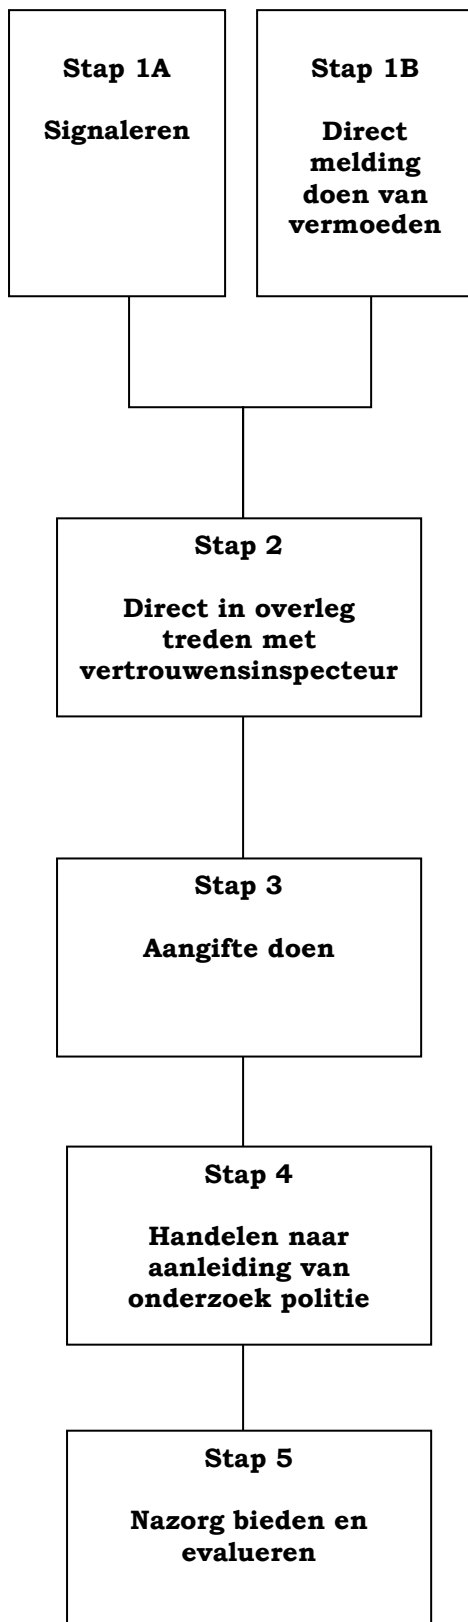 Stap 1A
Signaleren
Stap 1B
Direct
melding
doen van
vermoeden
Stap 2
Direct in overleg
treden met
vertrouwensinspecteur
Stap 3
Aangifte doen
Stap 4
Handelen naar
aanleiding van
onderzoek politie
Stap 5
Nazorg bieden en
evalueren